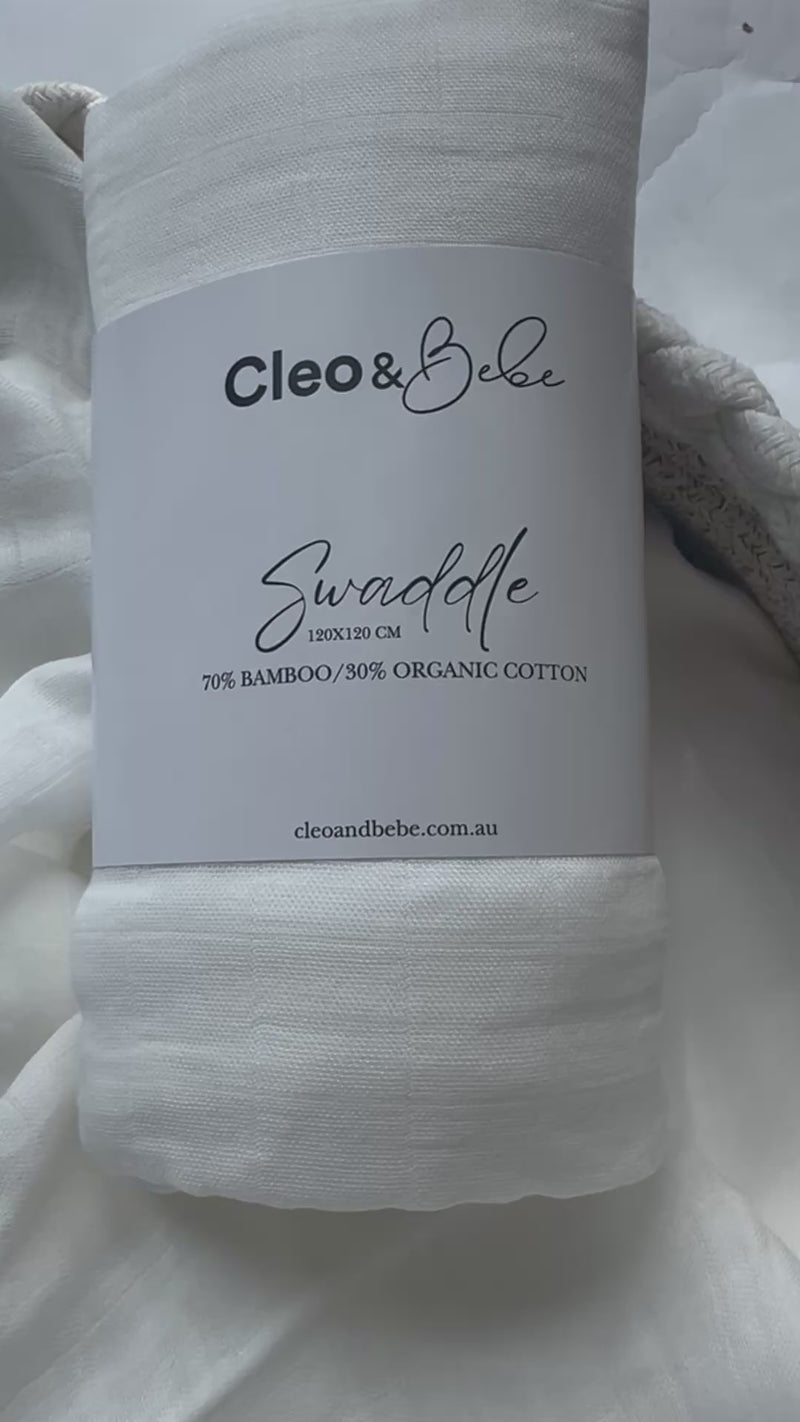 Cleo & Bebe
Swaddle
120X120 CM
70% BAMBOO/30% ORGANIC COTTON
cleoandbebe.com.au